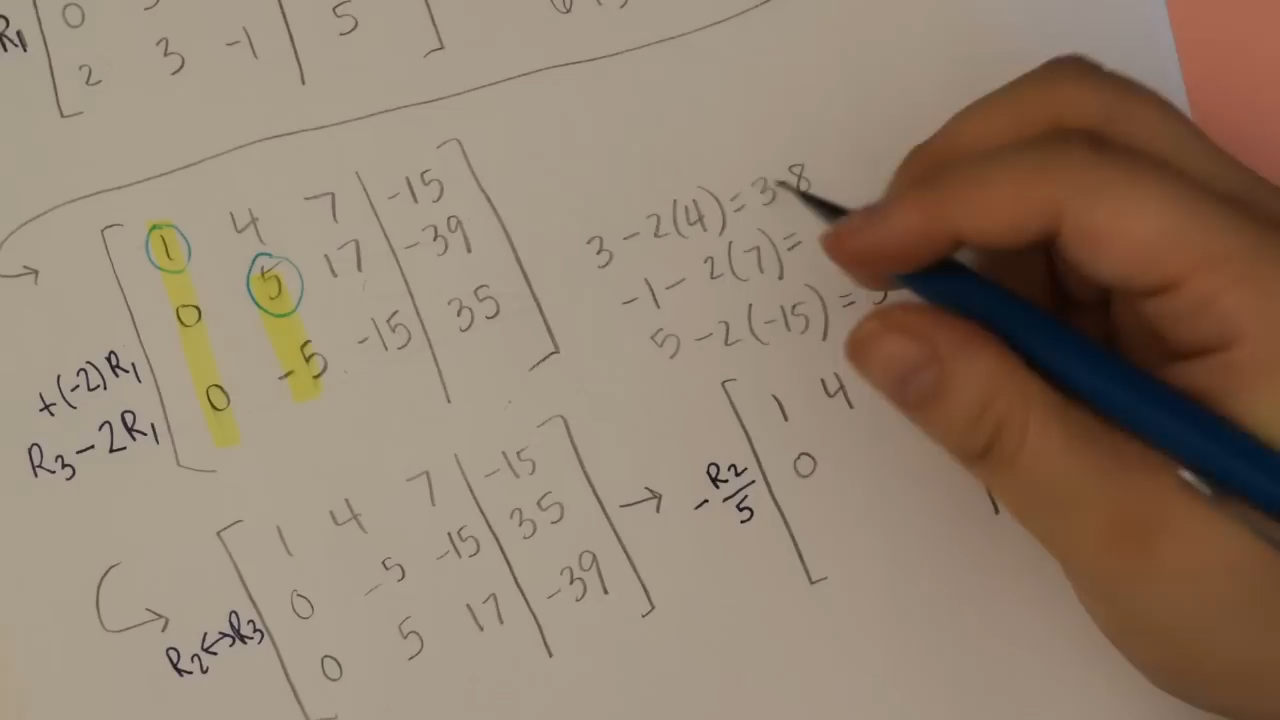 R₁ 0
2 3 -1 5
1 4 7 -15
0 5 17 -39
+(-2)R₁ 0 -5 -15 35
R₃-2R₁
3-2(4)=3-8
-1-2(7)=
5-2(-15)=
1 4 7 -15
0 -5 -15 35
R₂↔R₃ 0 5 17 -39
→ -R₂/5 1 4
0